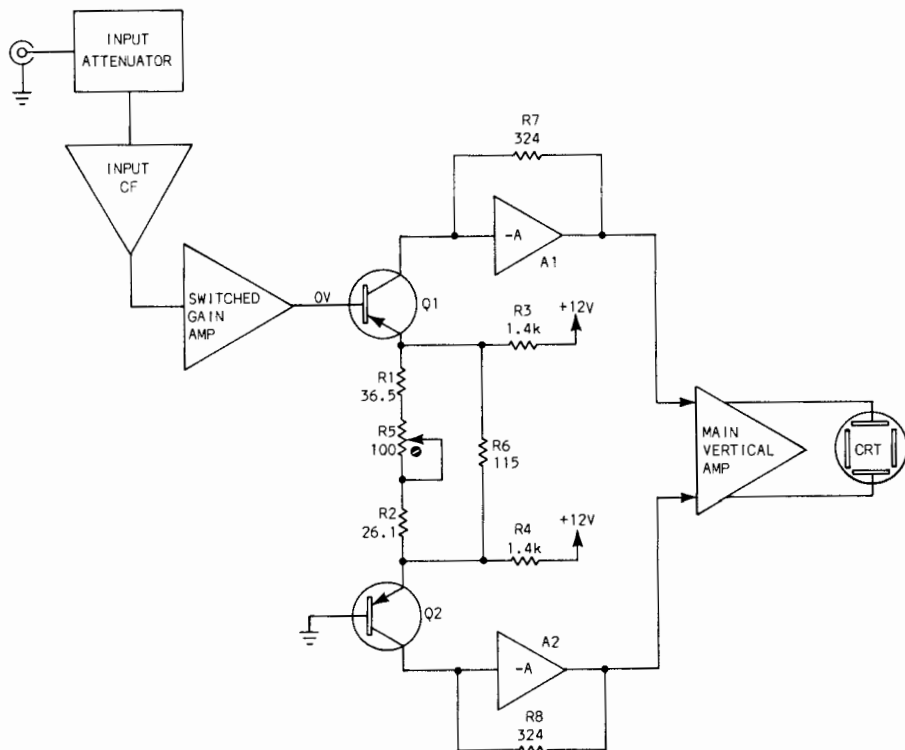 INPUT
ATTENUATOR
INPUT
CF
SWITCHED
GAIN
AMP
0V
Q1
R7
324
-A
A1
R3
1.4k
+12V
R1
36.5
R5
100
R6
115
R2
26.1
R4
1.4k
+12V
MAIN
VERTICAL
AMP
CRT
Q2
A2
-A
R8
324